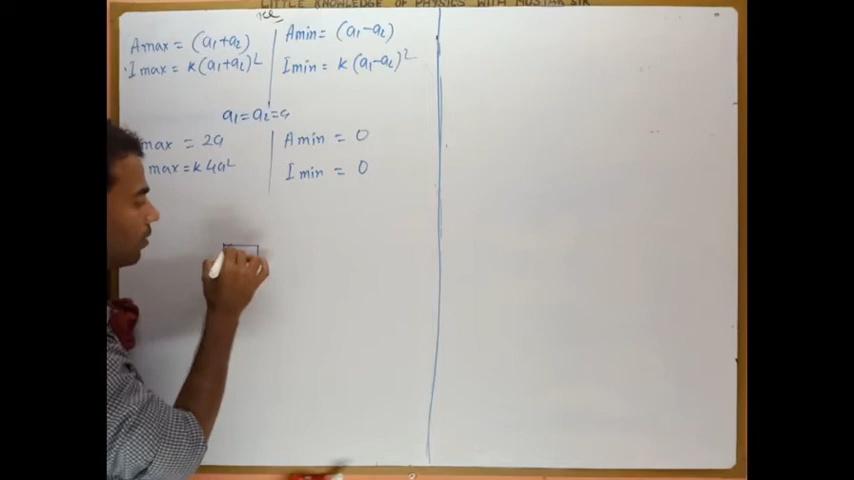 LITTLE KNOWLEDGE OF PHYSICS WITH MUSTAK SIR
Amax = (a₁+a₂)
Imax = k(a₁+a₂)²
Amin = (a₁-a₂)
Imin = k(a₁-a₂)²
a₁=a₂=a
max = 2a
max = k4a²
Amin = 0
Imin = 0